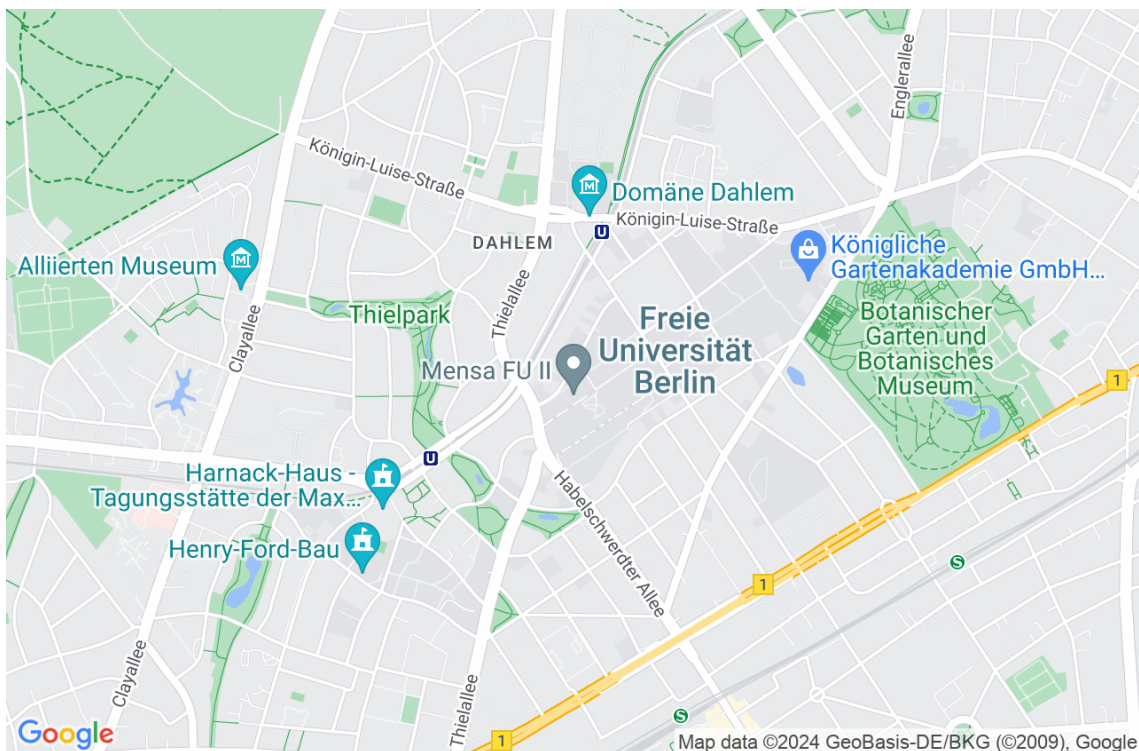 Englerallee
Königin-Luise-Straße
Domäne Dahlem
Königin-Luise-Straße
U
DAHLEM
Königliche
Gartenakademie GmbH...
Alliierten Museum
Thielallee
Thielpark
Clayallee
Freie
Universität
Berlin
Botanischer
Garten und
Botanisches
Museum
Mensa FU II
1
U
Harnack-Haus -
Tagungsstätte der Max...
Habelschwerdter Allee
Henry-Ford-Bau
S
1
Clayallee
Thielallee
S
1
Google
Map data ©2024 GeoBasis-DE/BKG (©2009), Google